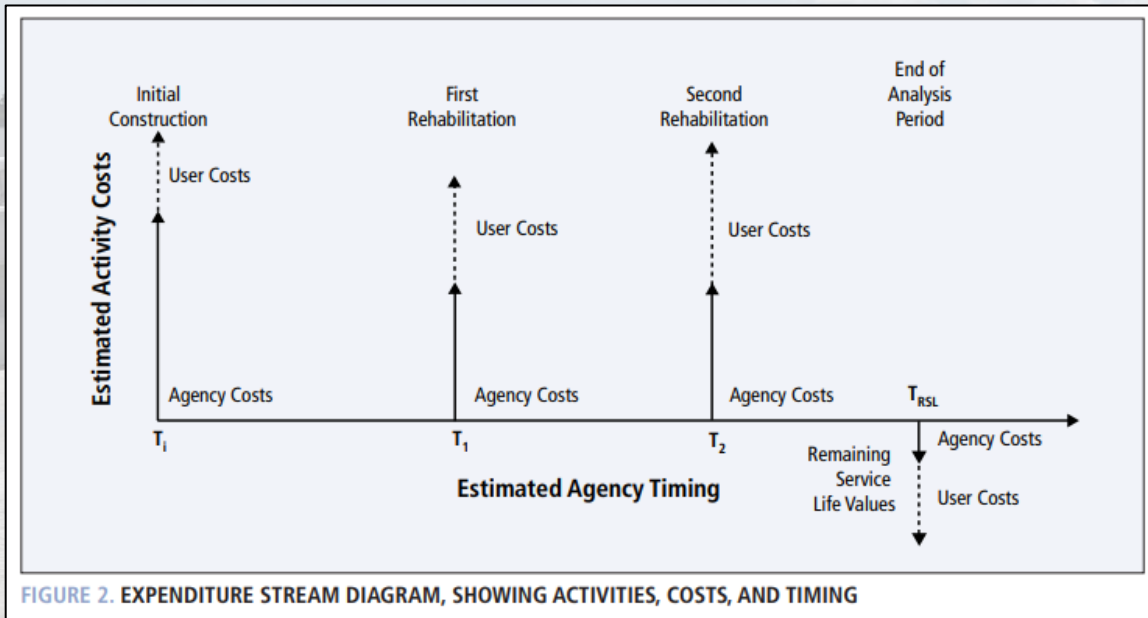 Initial
Construction
First
Rehabilitation
Second
Rehabilitation
End of
Analysis
Period
Estimated Activity Costs
User Costs
User Costs
User Costs
Agency Costs
Agency Costs
Agency Costs
Ti
T1
T2
TRSL
Remaining
Service
Life Values
Agency Costs
User Costs
Estimated Agency Timing
FIGURE 2. EXPENDITURE STREAM DIAGRAM, SHOWING ACTIVITIES, COSTS, AND TIMING